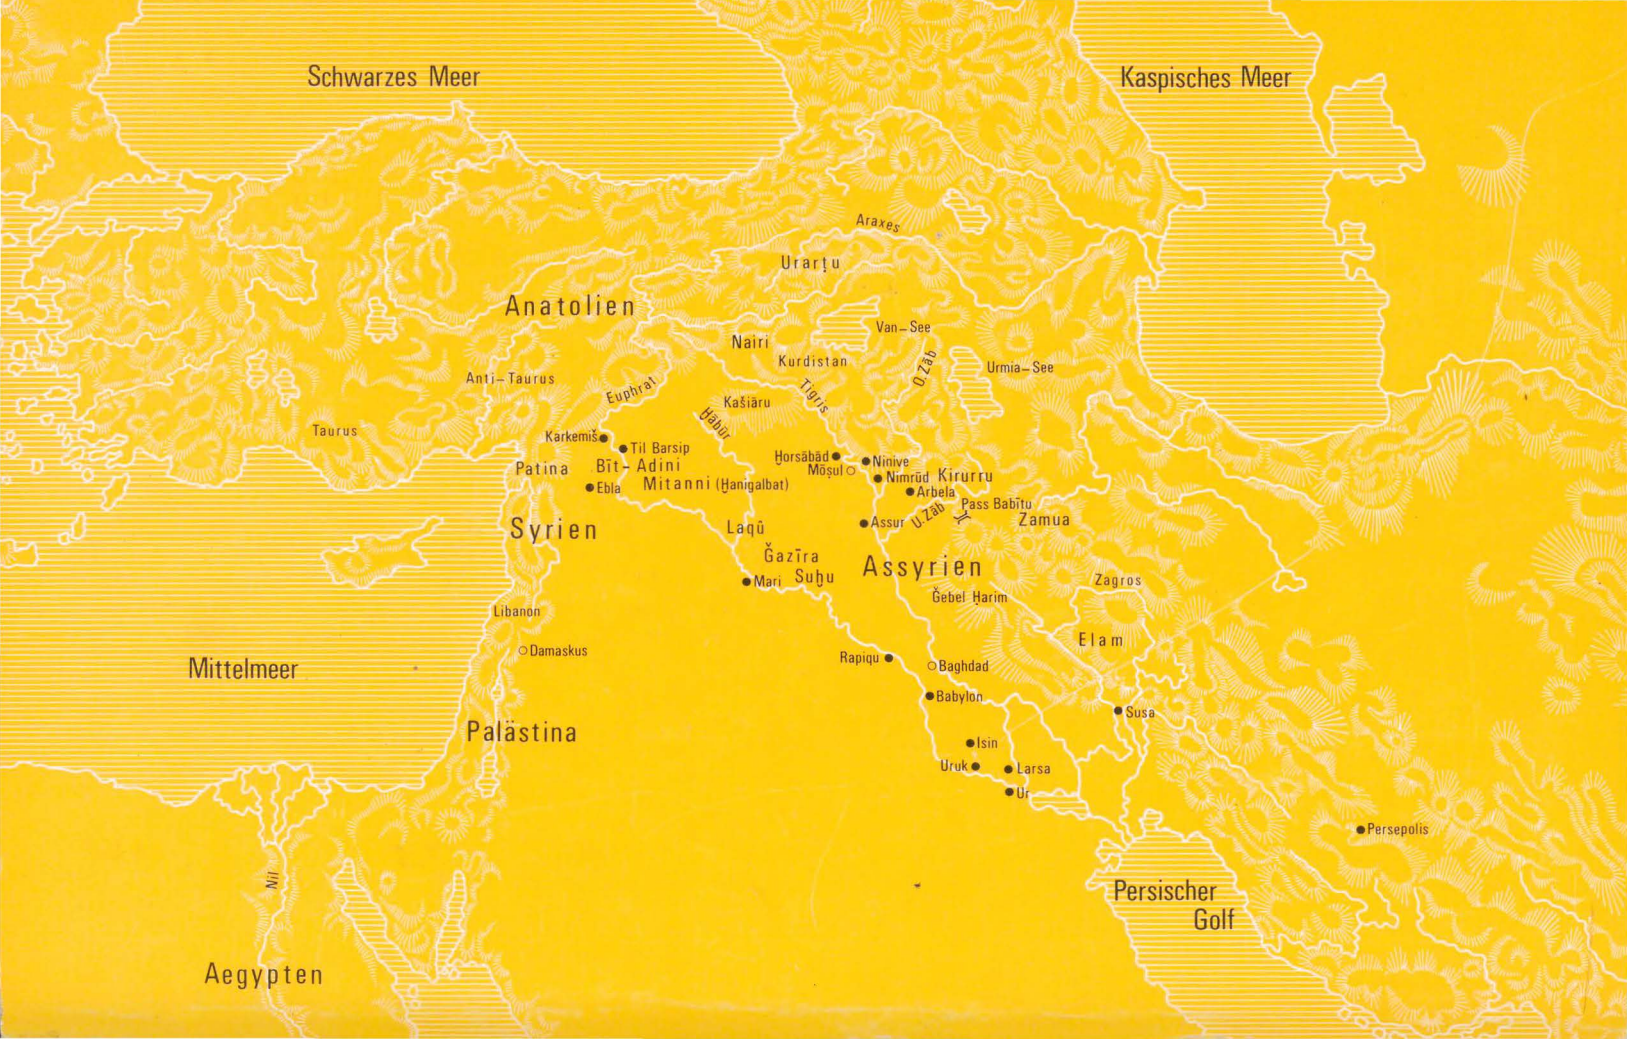 Schwarzes Meer
Kaspisches Meer
Araxes
Urarṭu
Anatolien
Van–See
Nairi
Kurdistan
O.Zāb
Urmia–See
Anti–Taurus
Euphrat
Tigris
Kašiāru
Ḫābūr
Taurus
Karkemiš
Til Barsip
Ḫorsābād
Ninive
Patina
Bīt–Adini
Mōṣul
Nimrūd
Kirurru
Ebla
Mitanni (Ḫanigalbat)
Arbela
Pass Babītu
Syrien
Laqû
Assur
U.Zāb
Zamua
Ǧazīra
Assyrien
Mari
Suḫu
Zagros
Ǧebel Ḥarim
Libanon
Elam
Damaskus
Rapiqu
Baghdad
Mittelmeer
Babylon
Susa
Palästina
Isin
Uruk
Larsa
Ur
Persepolis
Nil
Persischer
Golf
Aegypten